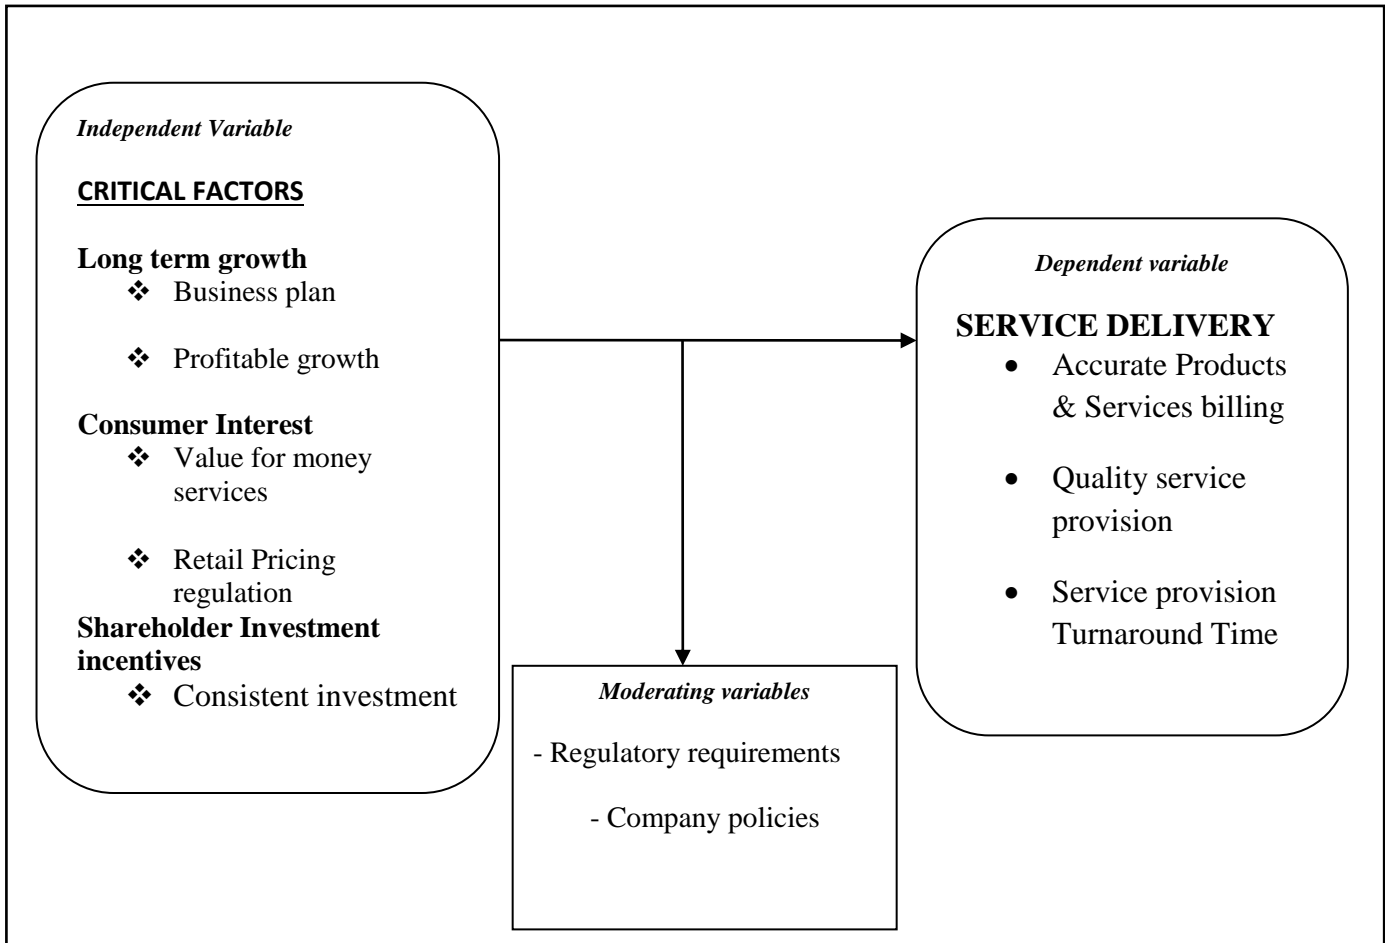 Independent Variable
CRITICAL FACTORS
Long term growth
❖ Business plan
❖ Profitable growth
Consumer Interest
❖ Value for money
services
❖ Retail Pricing
regulation
Shareholder Investment
incentives
❖ Consistent investment
Moderating variables
- Regulatory requirements
- Company policies
Dependent variable
SERVICE DELIVERY
• Accurate Products
& Services billing
• Quality service
provision
• Service provision
Turnaround Time